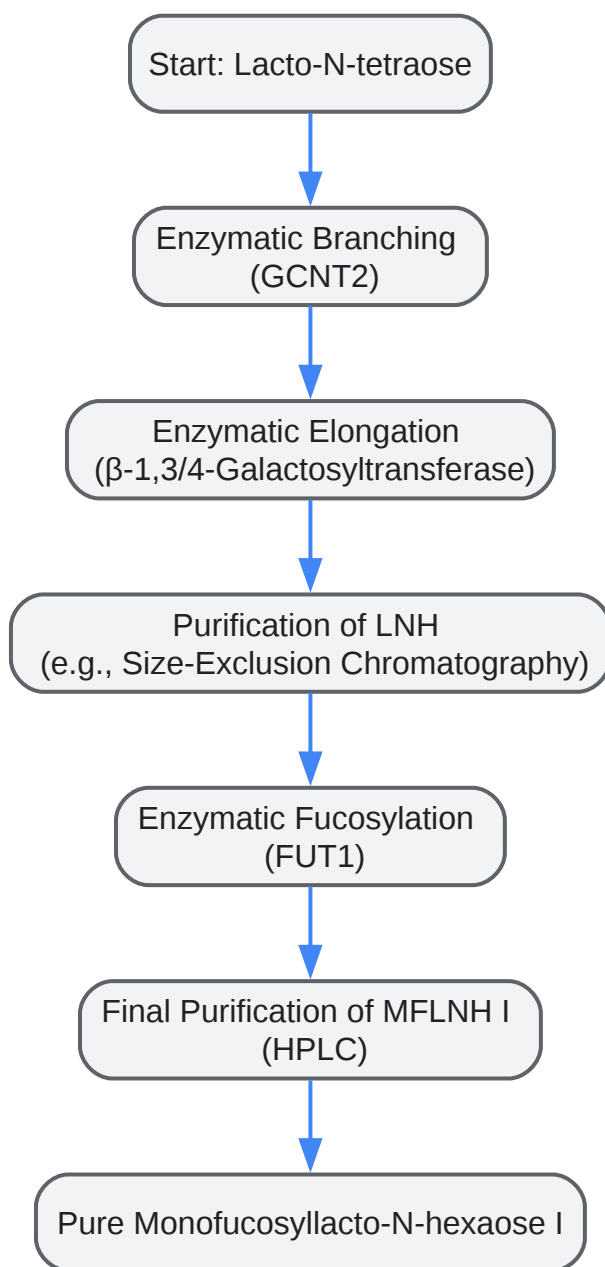 Start: Lacto-N-tetraose
Enzymatic Branching
(GCNT2)
Enzymatic Elongation
(β-1,3/4-Galactosyltransferase)
Purification of LNH
(e.g., Size-Exclusion Chromatography)
Enzymatic Fucosylation
(FUT1)
Final Purification of MFLNH I
(HPLC)
Pure Monofucosyllacto-N-hexaose I